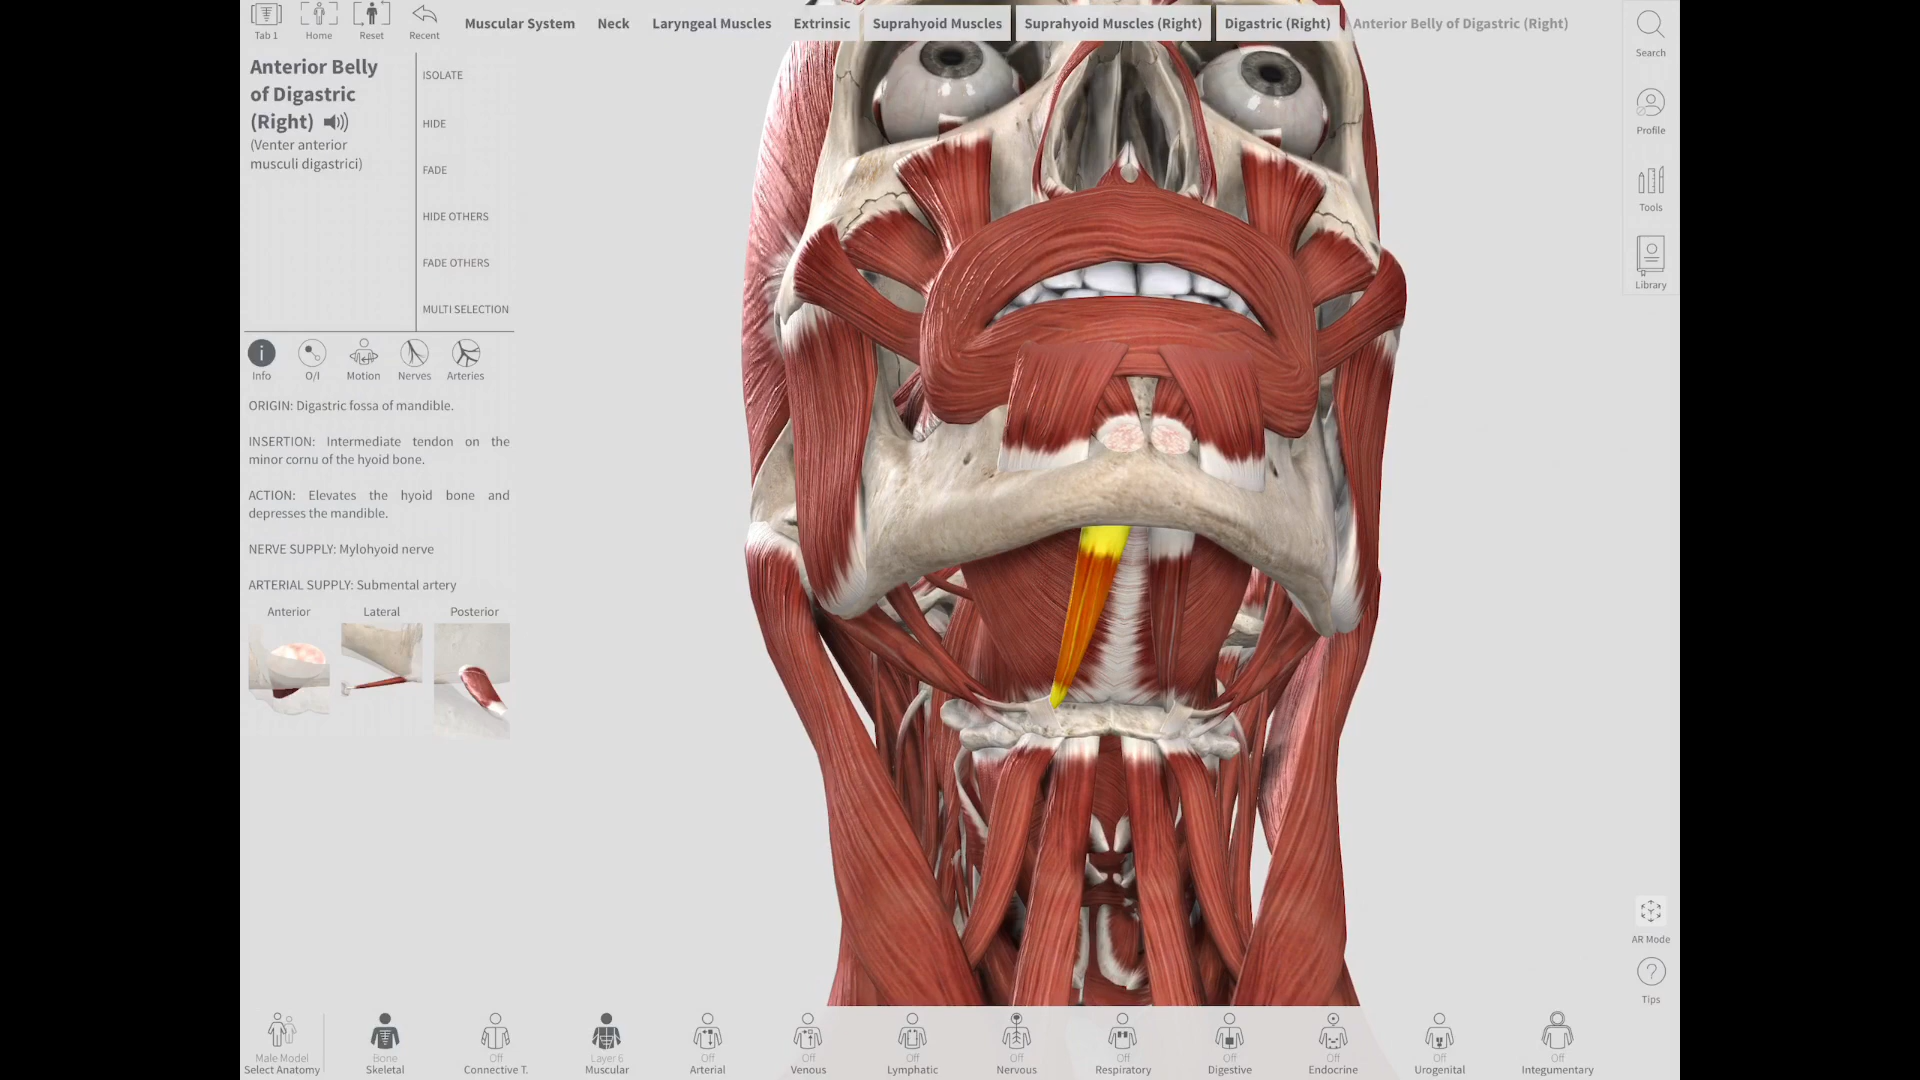 Tab 1
Home
Reset
Recent
Muscular System
Neck
Laryngeal Muscles
Extrinsic
Suprahyoid Muscles
Suprahyoid Muscles (Right)
Digastric (Right)
Anterior Belly of Digastric (Right)
Anterior Belly
of Digastric
(Right)
(Venter anterior
musculi digastrici)
ISOLATE
HIDE
FADE
HIDE OTHERS
FADE OTHERS
MULTI SELECTION
i
Info
O/I
Motion
Nerves
Arteries
ORIGIN: Digastric fossa of mandible.
INSERTION: Intermediate tendon on the
minor cornu of the hyoid bone.
ACTION: Elevates the hyoid bone and
depresses the mandible.
NERVE SUPPLY: Mylohyoid nerve
ARTERIAL SUPPLY: Submental artery
Anterior
Lateral
Posterior
Search
Profile
Tools
Library
AR Mode
?
Tips
Male Model
Select Anatomy
Bone
Skeletal
Off
Connective T.
Layer 6
Muscular
Off
Arterial
Off
Venous
Off
Lymphatic
Off
Nervous
Off
Respiratory
Off
Digestive
Off
Endocrine
Off
Urogenital
Off
Integumentary